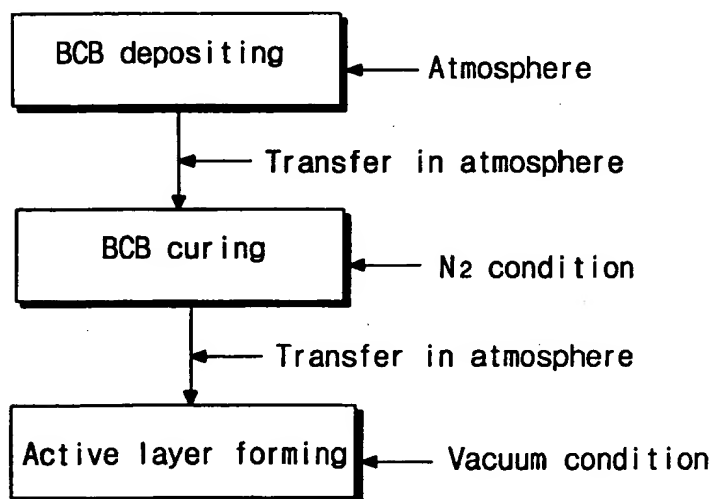 BCB depositing
Atmosphere
Transfer in atmosphere
BCB curing
N2 condition
Transfer in atmosphere
Active layer forming
Vacuum condition